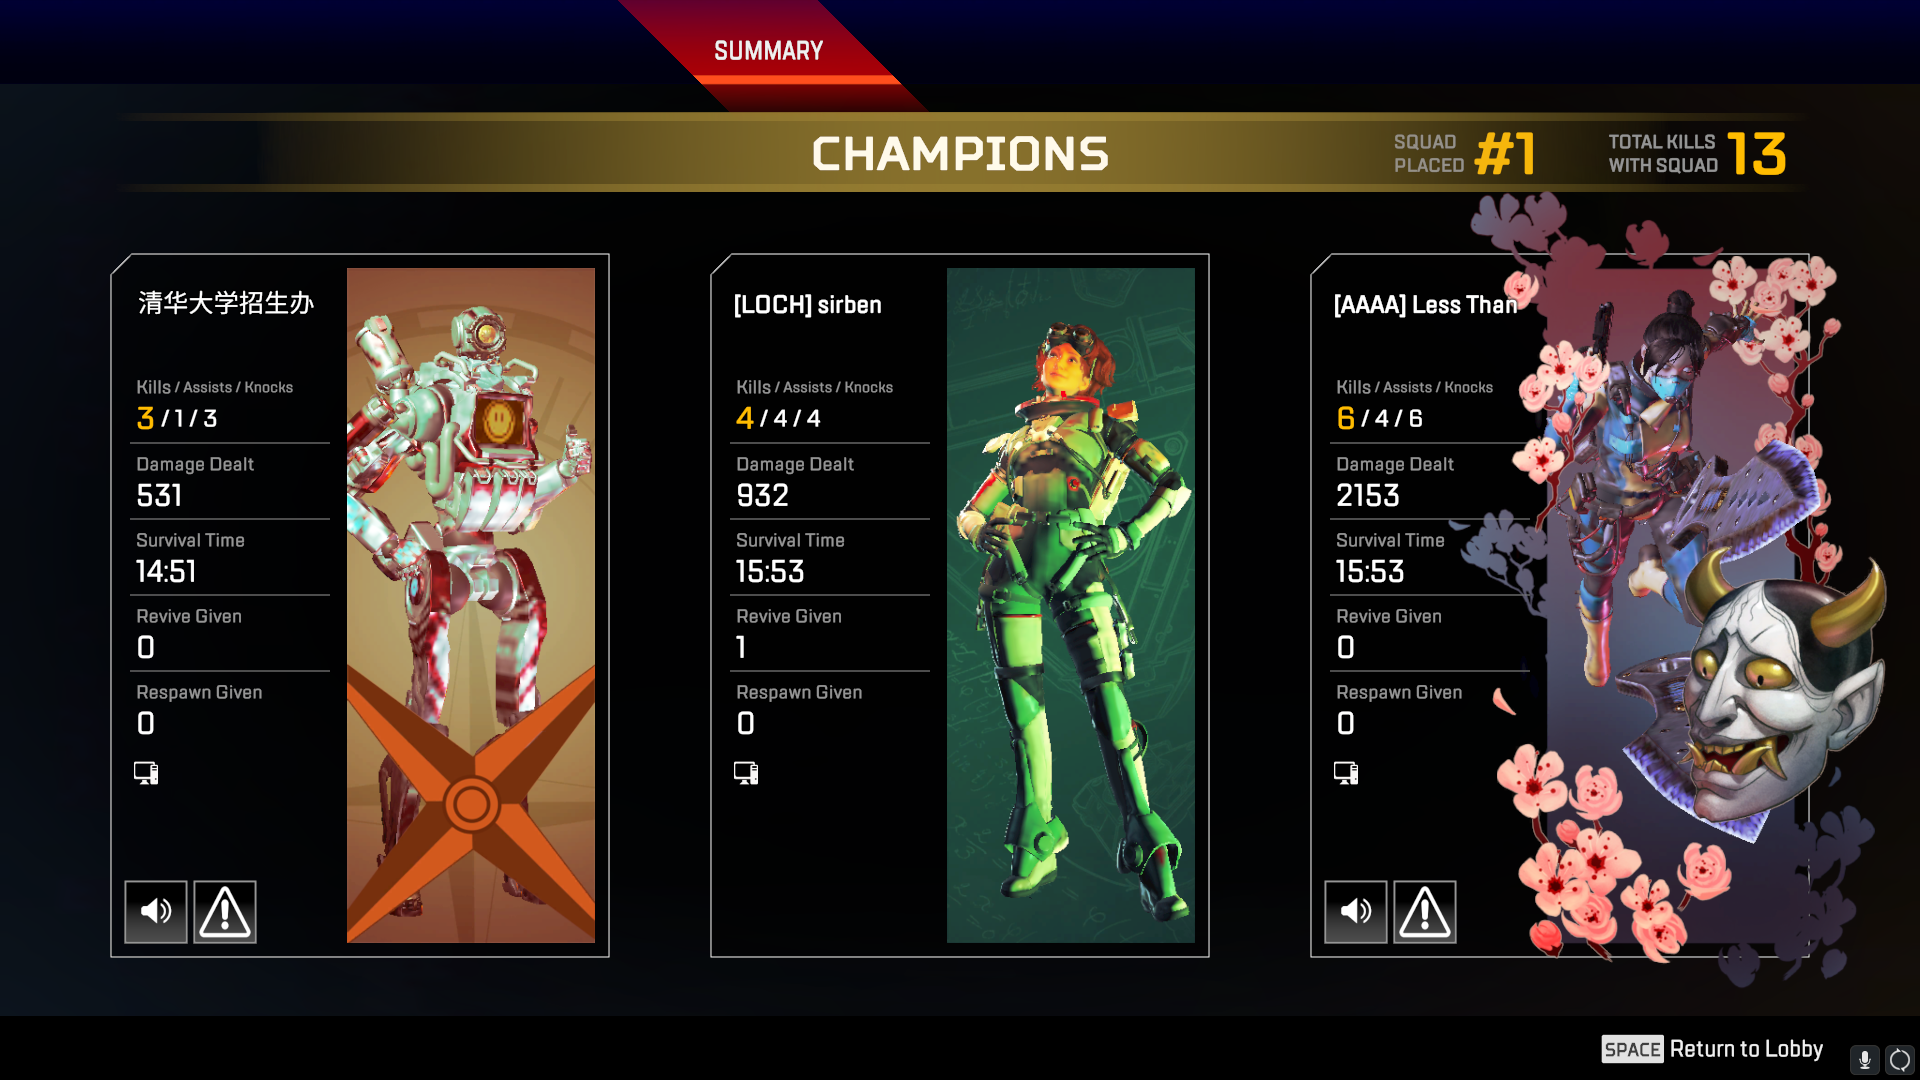 SUMMARY
CHAMPIONS
SQUAD
PLACED
#1
TOTAL KILLS
WITH SQUAD
13
清华大学招生办
Kills / Assists / Knocks
3 / 1 / 3
Damage Dealt
531
Survival Time
14:51
Revive Given
0
Respawn Given
0
[LOCH] sirben
Kills / Assists / Knocks
4 / 4 / 4
Damage Dealt
932
Survival Time
15:53
Revive Given
1
Respawn Given
0
[AAAA] Less Than
Kills / Assists / Knocks
6 / 4 / 6
Damage Dealt
2153
Survival Time
15:53
Revive Given
0
Respawn Given
0
SPACE Return to Lobby